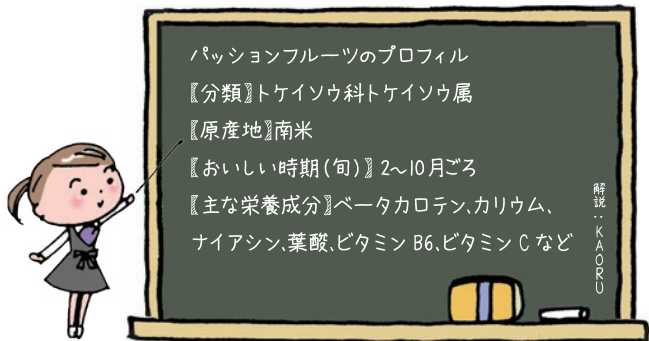 パッションフルーツのプロフィル
〖分類〗トケイソウ科トケイソウ属
〖原産地〗南米
〖おいしい時期(旬)〗2～10月ごろ
〖主な栄養成分〗ベータカロテン、カリウム、
ナイアシン、葉酸、ビタミンB6、ビタミンCなど
解説:KAORU